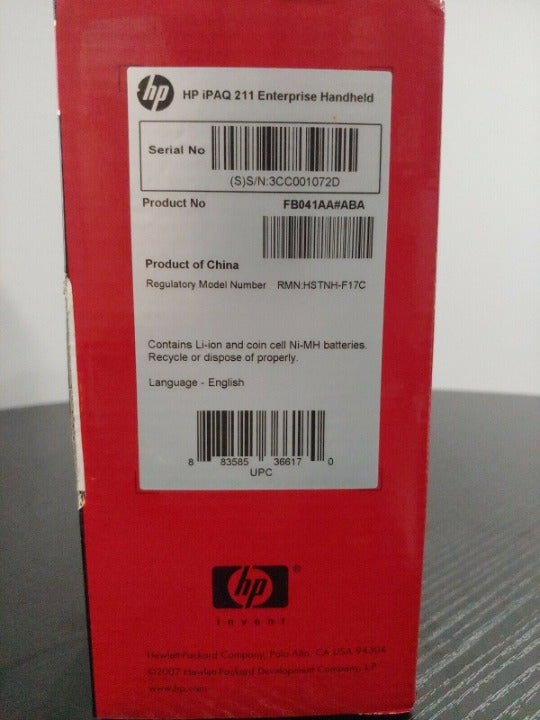 hp HP iPAQ 211 Enterprise Handheld
Serial No
(S)S/N:3CC001072D
Product No FB041AA#ABA
Product of China
Regulatory Model Number RMN:HSTNH-F17C
Contains Li-ion and coin cell Ni-MH batteries.
Recycle or dispose of properly.
Language - English
8 83585 36617 0
UPC
hp®
invent
Hewlett-Packard Company, Palo Alto, CA USA 94304
©2007 Hewlett-Packard Development Company, L.P.
www.hp.com